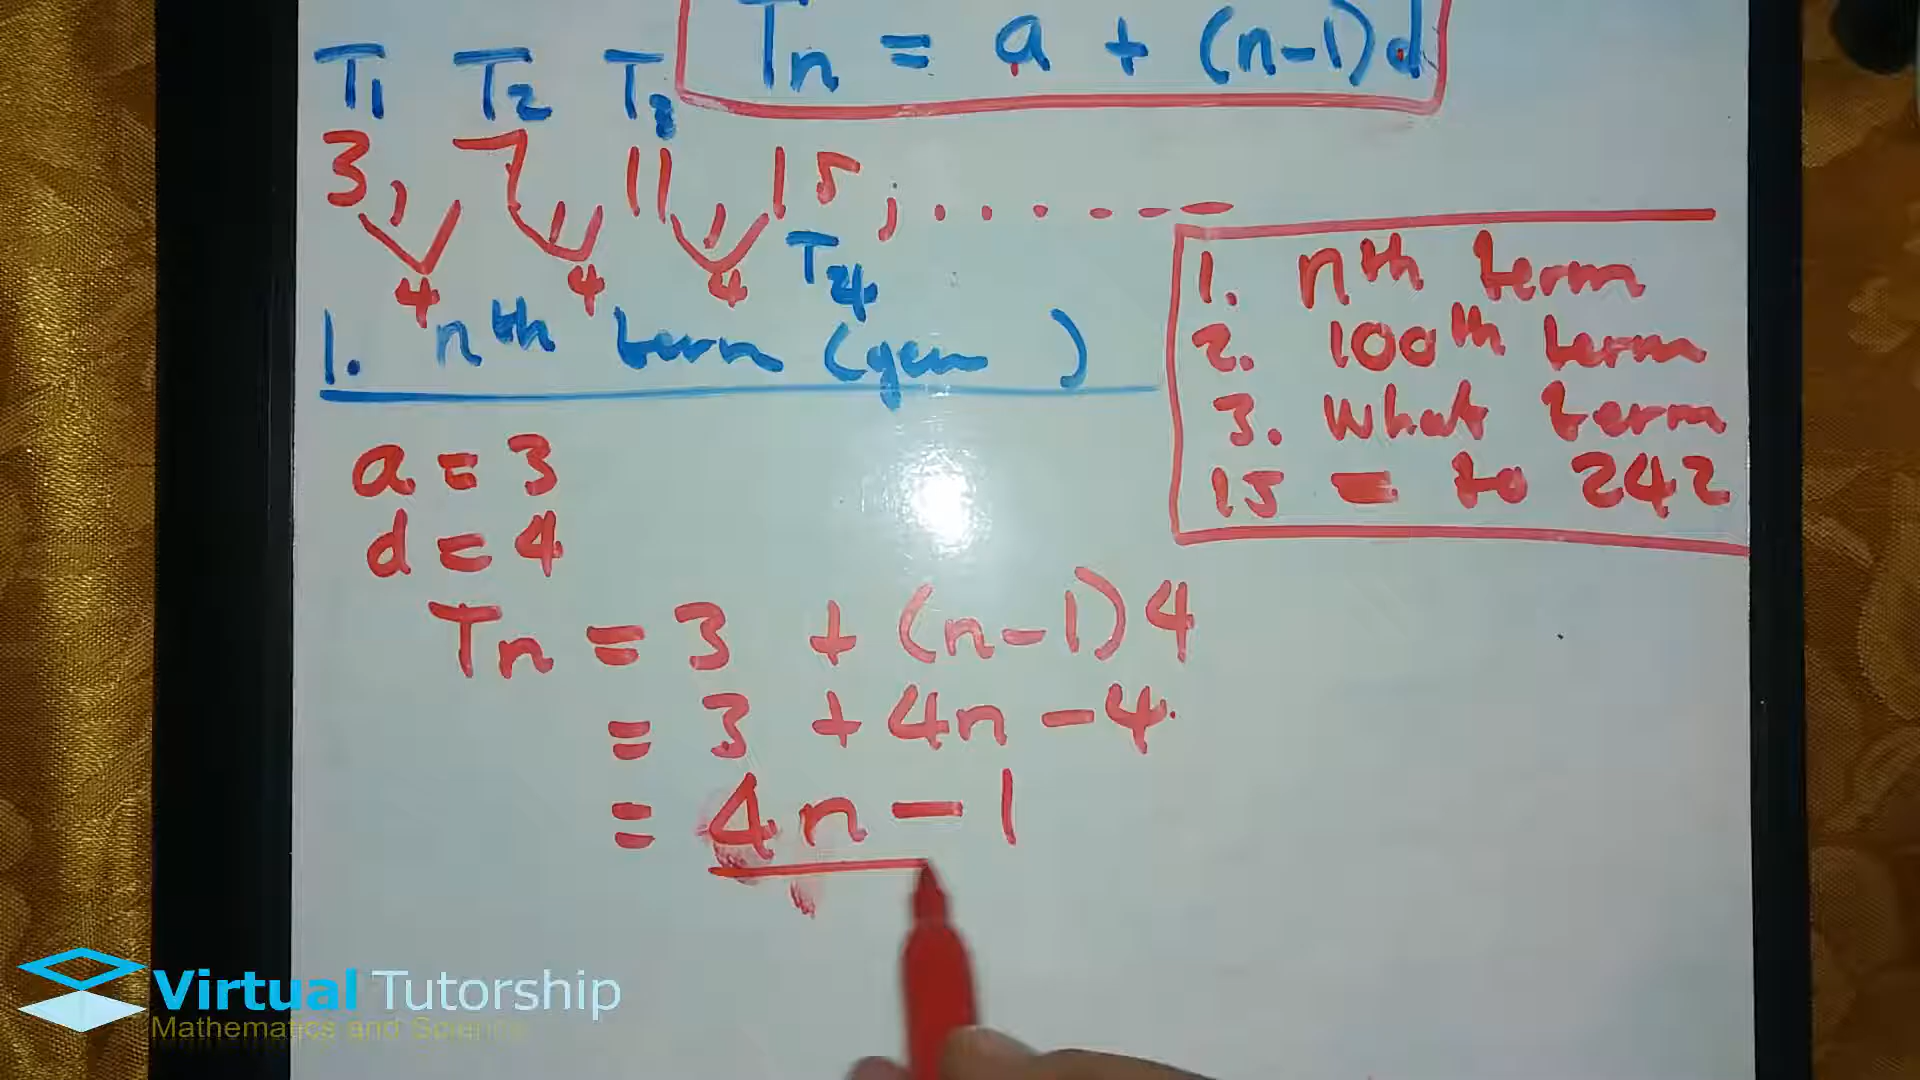 Tn = a + (n-1)d
T1 T2 T3
3, 7, 11, 15, .......
4 4 4 T4
1. nth term (gen )
1. nth term
2. 100th term
3. What term
is = to 242
a = 3
d = 4
Tn = 3 + (n-1)4
= 3 + 4n - 4
= 4n - 1
Virtual Tutorship
Mathematics and Science